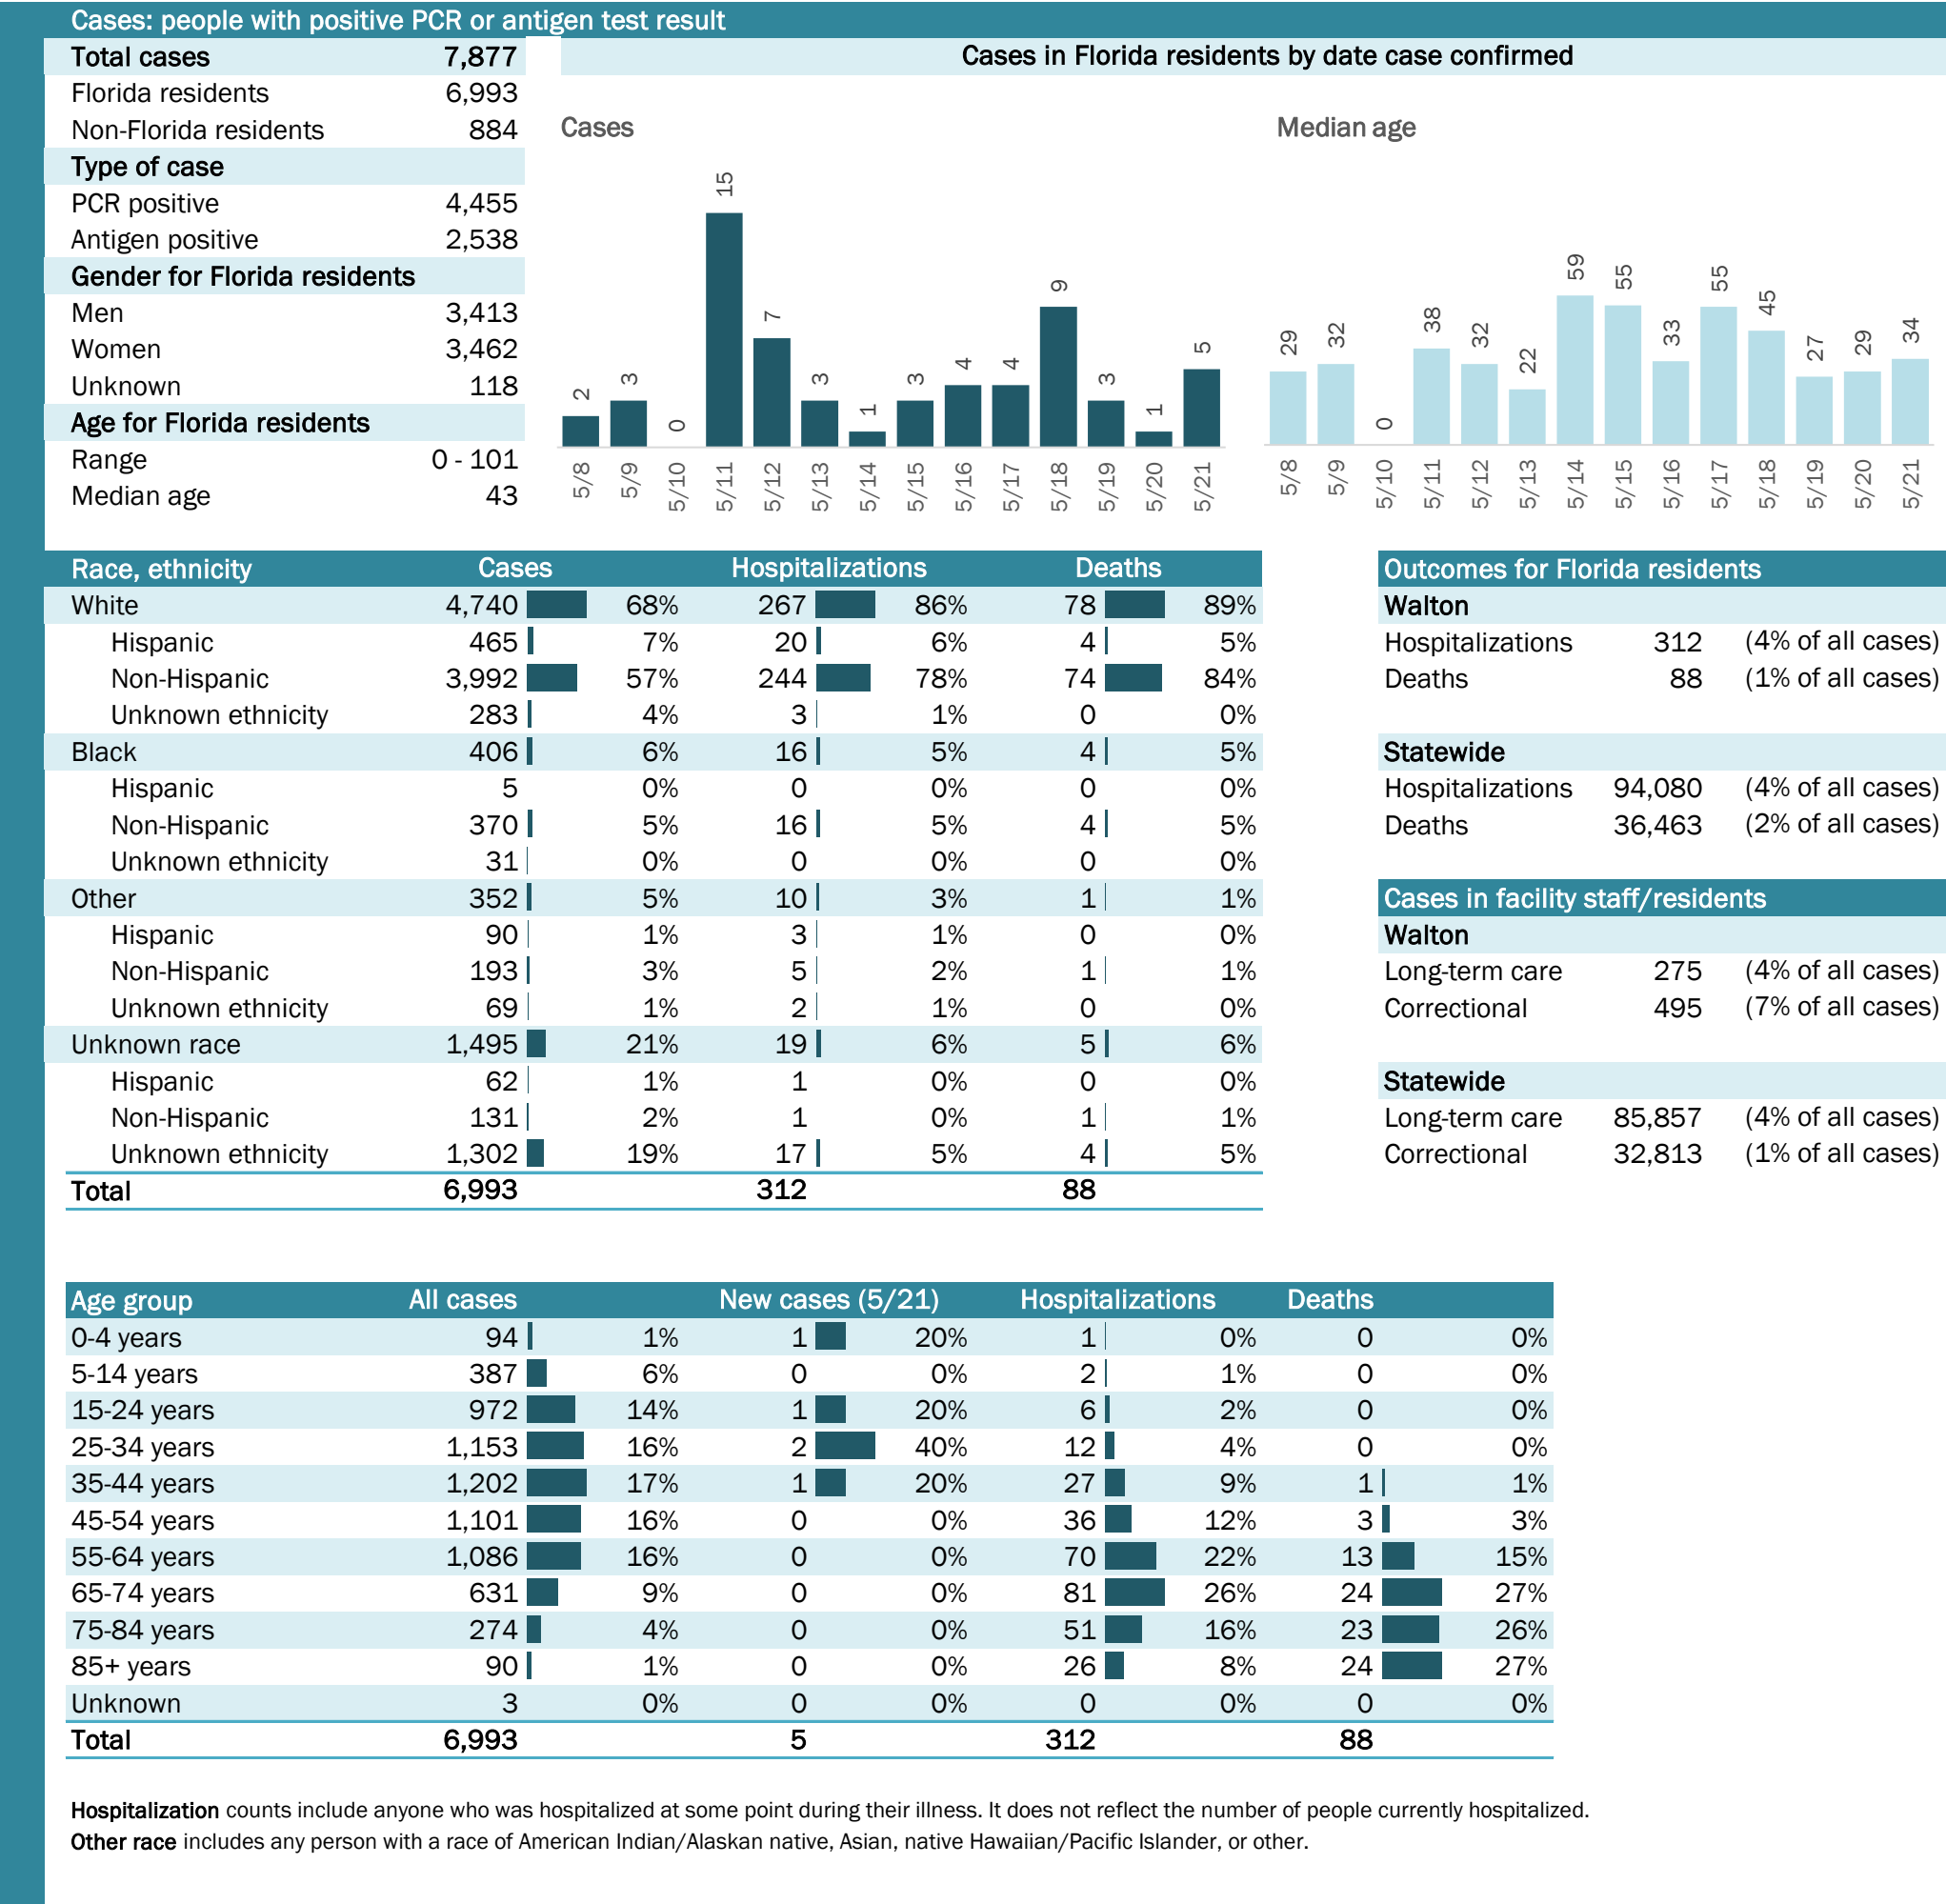 Cases: people with positive PCR or antigen test result
Total cases 7,877
Florida residents 6,993
Non-Florida residents 884
Type of case
PCR positive 4,455
Antigen positive 2,538
Gender for Florida residents
Men 3,413
Women 3,462
Unknown 118
Age for Florida residents
Range 0 - 101
Median age 43
Cases in Florida residents by date case confirmed
Cases
2 3 0 15 7 3 1 3 4 4 9 3 1 5
5/8 5/9 5/10 5/11 5/12 5/13 5/14 5/15 5/16 5/17 5/18 5/19 5/20 5/21
Median age
29 32 0 38 32 22 59 55 33 55 45 27 29 34
5/8 5/9 5/10 5/11 5/12 5/13 5/14 5/15 5/16 5/17 5/18 5/19 5/20 5/21
Race, ethnicity Cases Hospitalizations Deaths
White 4,740 68% 267 86% 78 89%
Hispanic 465 7% 20 6% 4 5%
Non-Hispanic 3,992 57% 244 78% 74 84%
Unknown ethnicity 283 4% 3 1% 0 0%
Black 406 6% 16 5% 4 5%
Hispanic 5 0% 0 0% 0 0%
Non-Hispanic 370 5% 16 5% 4 5%
Unknown ethnicity 31 0% 0 0% 0 0%
Other 352 5% 10 3% 1 1%
Hispanic 90 1% 3 1% 0 0%
Non-Hispanic 193 3% 5 2% 1 1%
Unknown ethnicity 69 1% 2 1% 0 0%
Unknown race 1,495 21% 19 6% 5 6%
Hispanic 62 1% 1 0% 0 0%
Non-Hispanic 131 2% 1 0% 1 1%
Unknown ethnicity 1,302 19% 17 5% 4 5%
Total 6,993 312 88
Outcomes for Florida residents
Walton
Hospitalizations 312 (4% of all cases)
Deaths 88 (1% of all cases)
Statewide
Hospitalizations 94,080 (4% of all cases)
Deaths 36,463 (2% of all cases)
Cases in facility staff/residents
Walton
Long-term care 275 (4% of all cases)
Correctional 495 (7% of all cases)
Statewide
Long-term care 85,857 (4% of all cases)
Correctional 32,813 (1% of all cases)
Age group All cases New cases (5/21) Hospitalizations Deaths
0-4 years 94 1% 1 20% 1 0% 0 0%
5-14 years 387 6% 0 0% 2 1% 0 0%
15-24 years 972 14% 1 20% 6 2% 0 0%
25-34 years 1,153 16% 2 40% 12 4% 0 0%
35-44 years 1,202 17% 1 20% 27 9% 1 1%
45-54 years 1,101 16% 0 0% 36 12% 3 3%
55-64 years 1,086 16% 0 0% 70 22% 13 15%
65-74 years 631 9% 0 0% 81 26% 24 27%
75-84 years 274 4% 0 0% 51 16% 23 26%
85+ years 90 1% 0 0% 26 8% 24 27%
Unknown 3 0% 0 0% 0 0% 0 0%
Total 6,993 5 312 88
Hospitalization counts include anyone who was hospitalized at some point during their illness. It does not reflect the number of people currently hospitalized.
Other race includes any person with a race of American Indian/Alaskan native, Asian, native Hawaiian/Pacific Islander, or other.